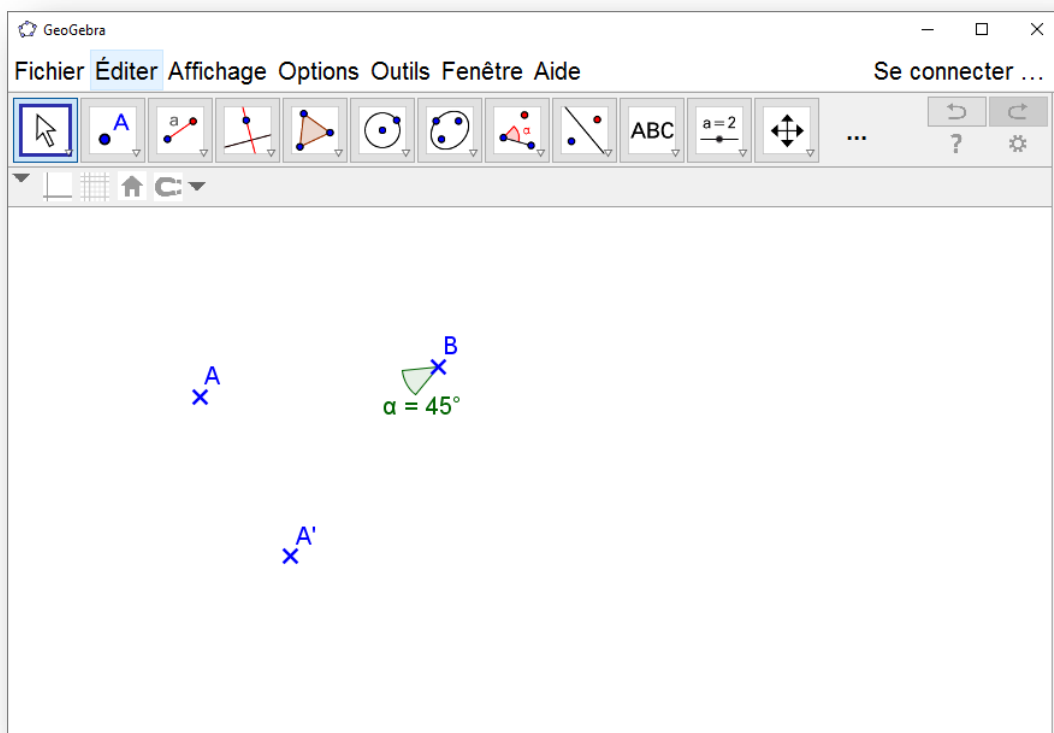 GeoGebra
Fichier Éditer Affichage Options Outils Fenêtre Aide Se connecter ...
A a α ABC a=2 ... ?
B
A
α = 45°
A'